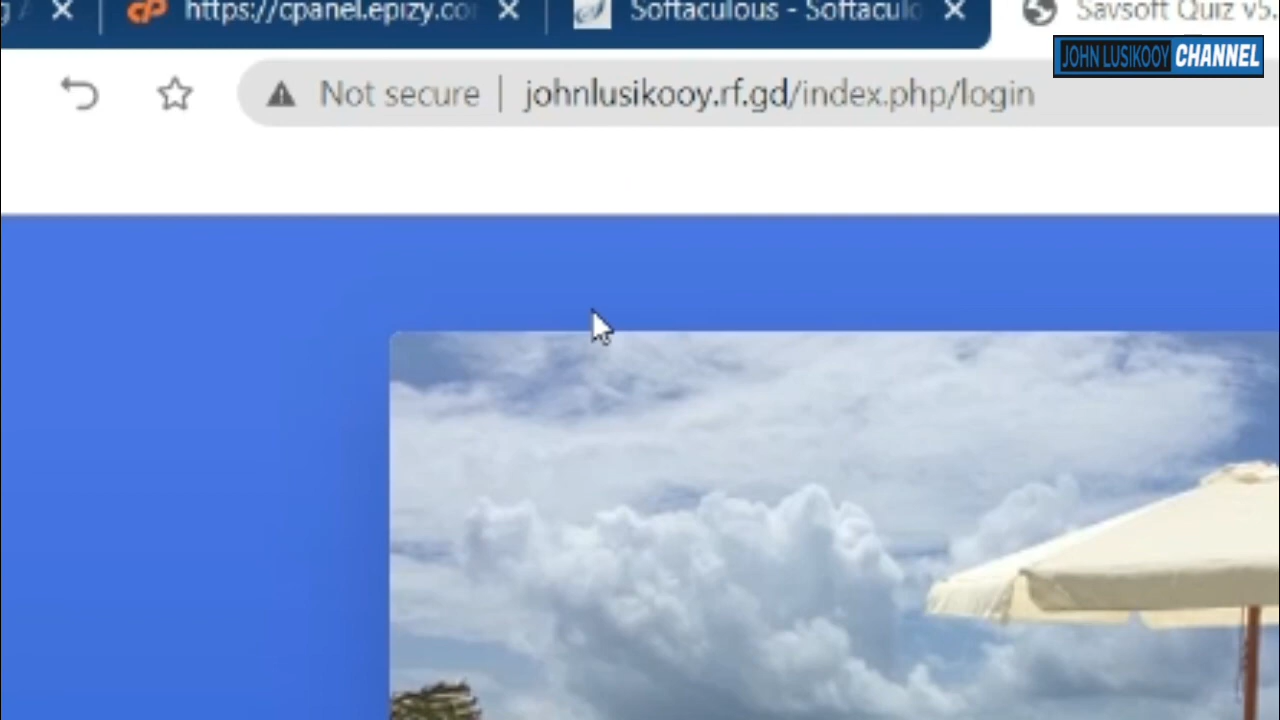 https://cpanel.epizy.co
Softaculous - Softaculo
Savsoft Quiz v5.
JOHN LUSIKOOY CHANNEL
Not secure | johnlusikooy.rf.gd/index.php/login